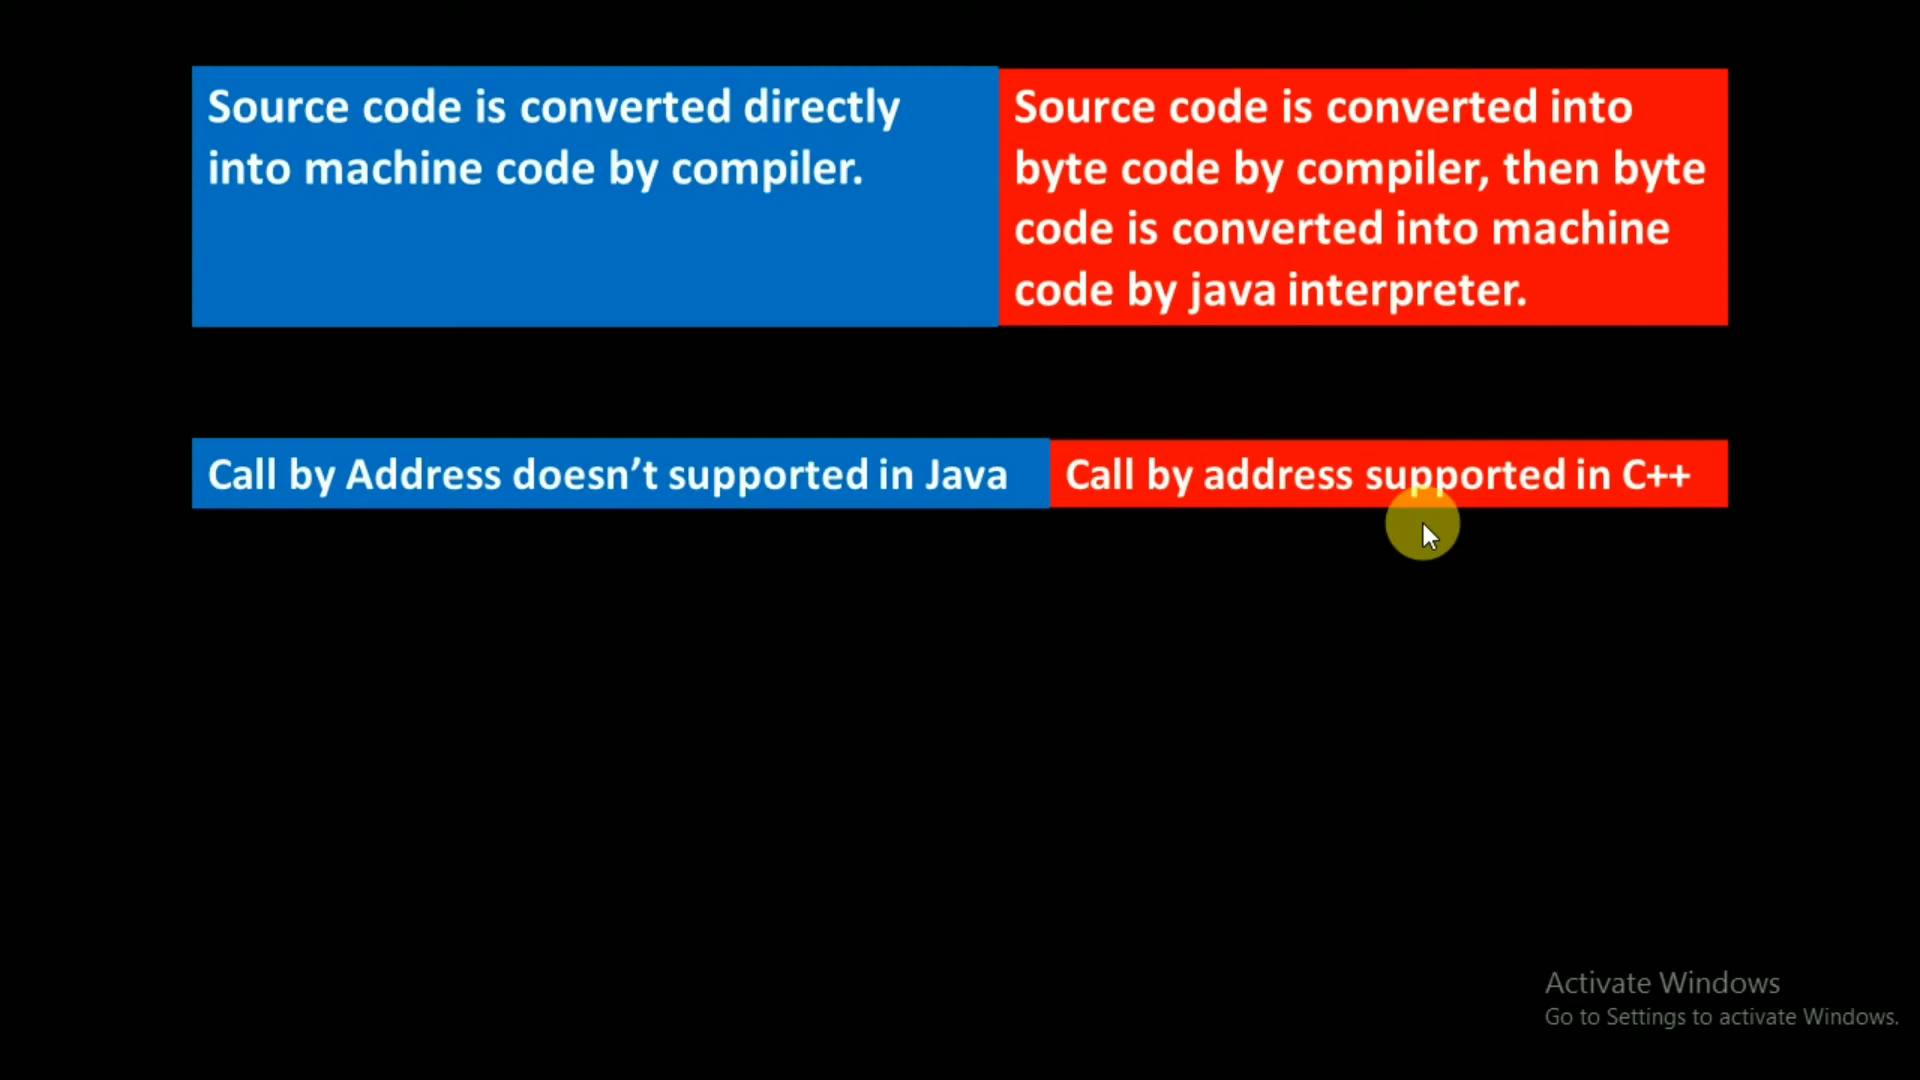 Source code is converted directly
into machine code by compiler.
Source code is converted into
byte code by compiler, then byte
code is converted into machine
code by java interpreter.
Call by Address doesn’t supported in Java
Call by address supported in C++
Activate Windows
Go to Settings to activate Windows.